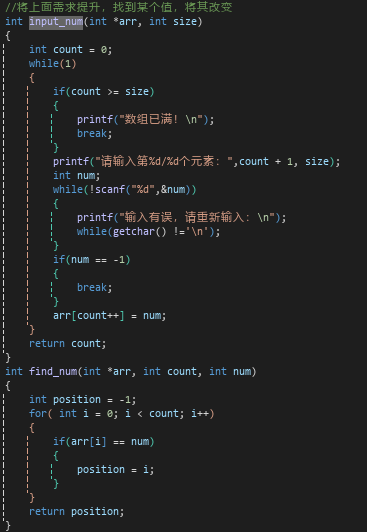 //将上面需求提升，找到某个值，将其改变
int input_num(int *arr, int size)
{
    int count = 0;
    while(1)
    {
        if(count >= size)
        {
            printf("数组已满! \n");
            break;
        }
        printf("请输入第%d/%d个元素: ",count + 1, size);
        int num;
        while(!scanf("%d",&num))
        {
            printf("输入有误，请重新输入: \n");
            while(getchar() !='\n');
        }
        if(num == -1)
        {
            break;
        }
        arr[count++] = num;
    }
    return count;
}
int find_num(int *arr, int count, int num)
{
    int position = -1;
    for( int i = 0; i < count; i++)
    {
        if(arr[i] == num)
        {
            position = i;
        }
    }
    return position;
}